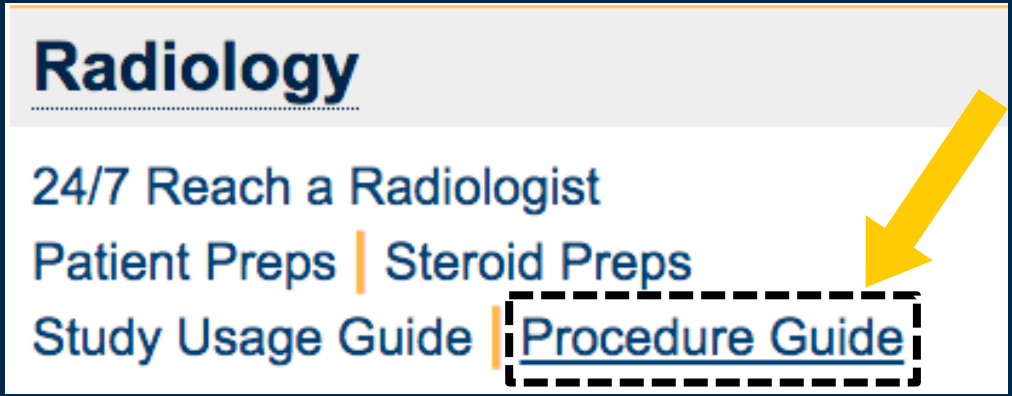 Radiology
24/7 Reach a Radiologist
Patient Preps | Steroid Preps
Study Usage Guide | Procedure Guide